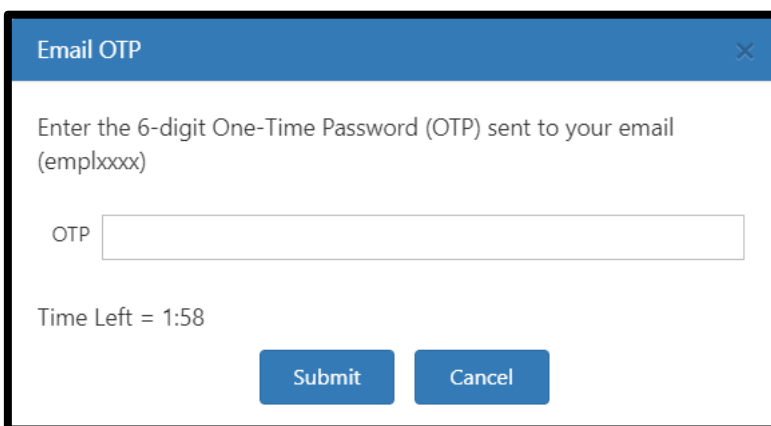 Email OTP
Enter the 6-digit One-Time Password (OTP) sent to your email
(emplxxxx)
OTP
Time Left = 1:58
Submit Cancel